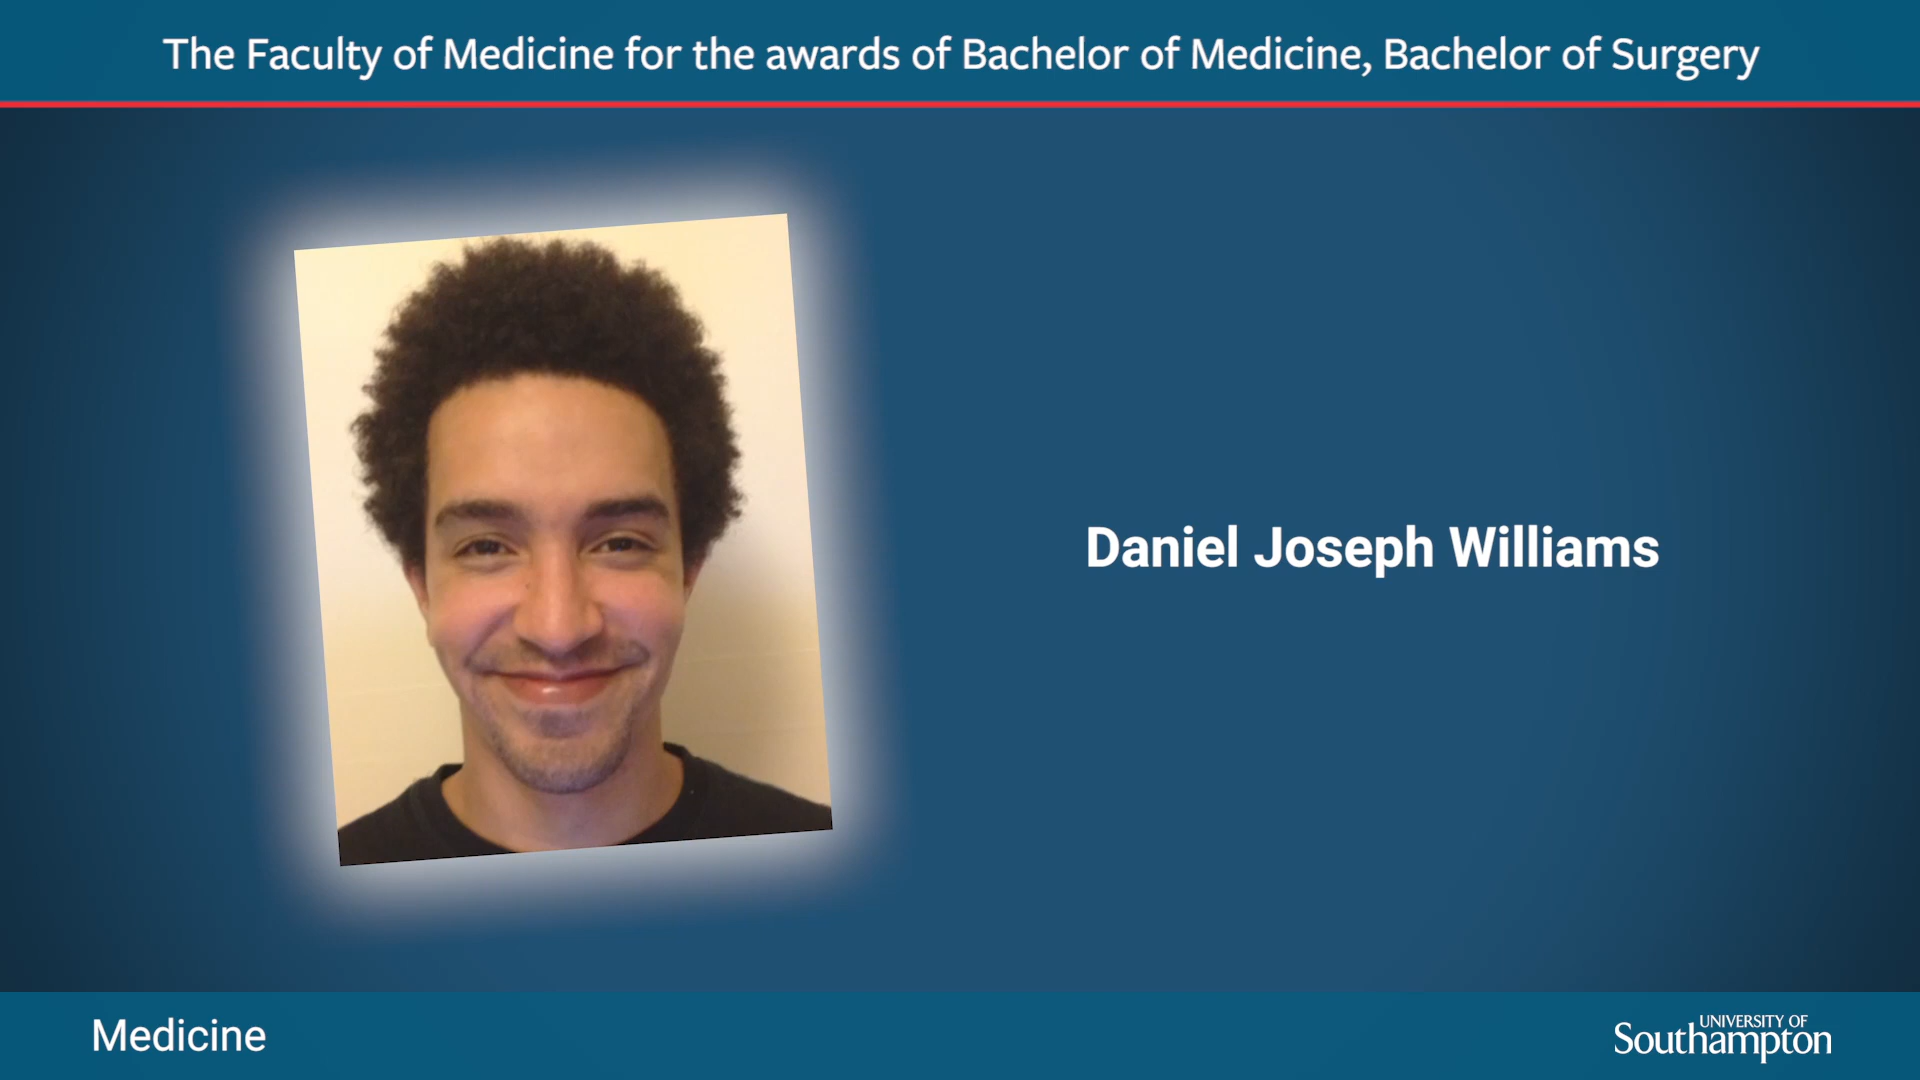 The Faculty of Medicine for the awards of Bachelor of Medicine, Bachelor of Surgery
Daniel Joseph Williams
Medicine
UNIVERSITY OF
Southampton